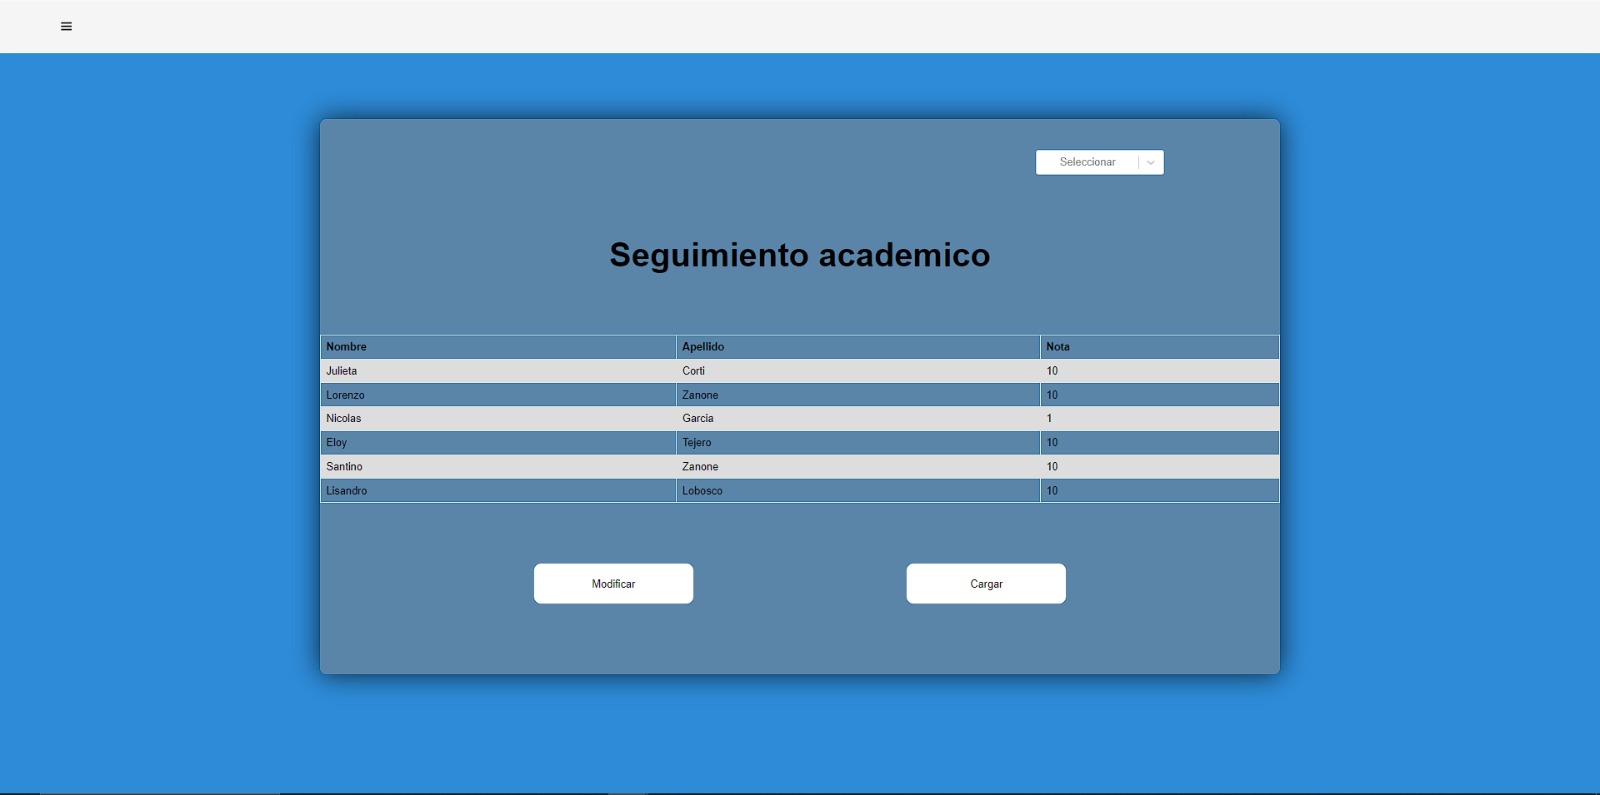 Seleccionar
Seguimiento academico
Nombre Apellido Nota
Julieta Corti 10
Lorenzo Zanone 10
Nicolas Garcia 1
Eloy Tejero 10
Santino Zanone 10
Lisandro Lobosco 10
Modificar Cargar